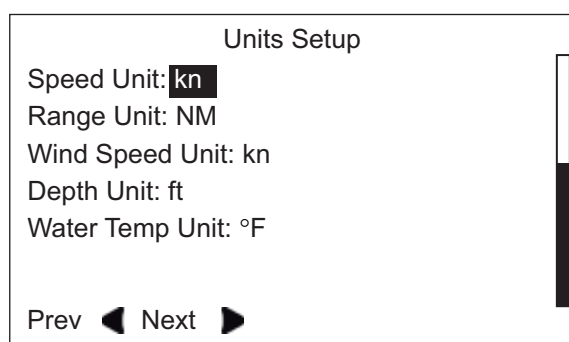 Units Setup
Speed Unit: kn
Range Unit: NM
Wind Speed Unit: kn
Depth Unit: ft
Water Temp Unit: °F
Prev ◀ Next ▶